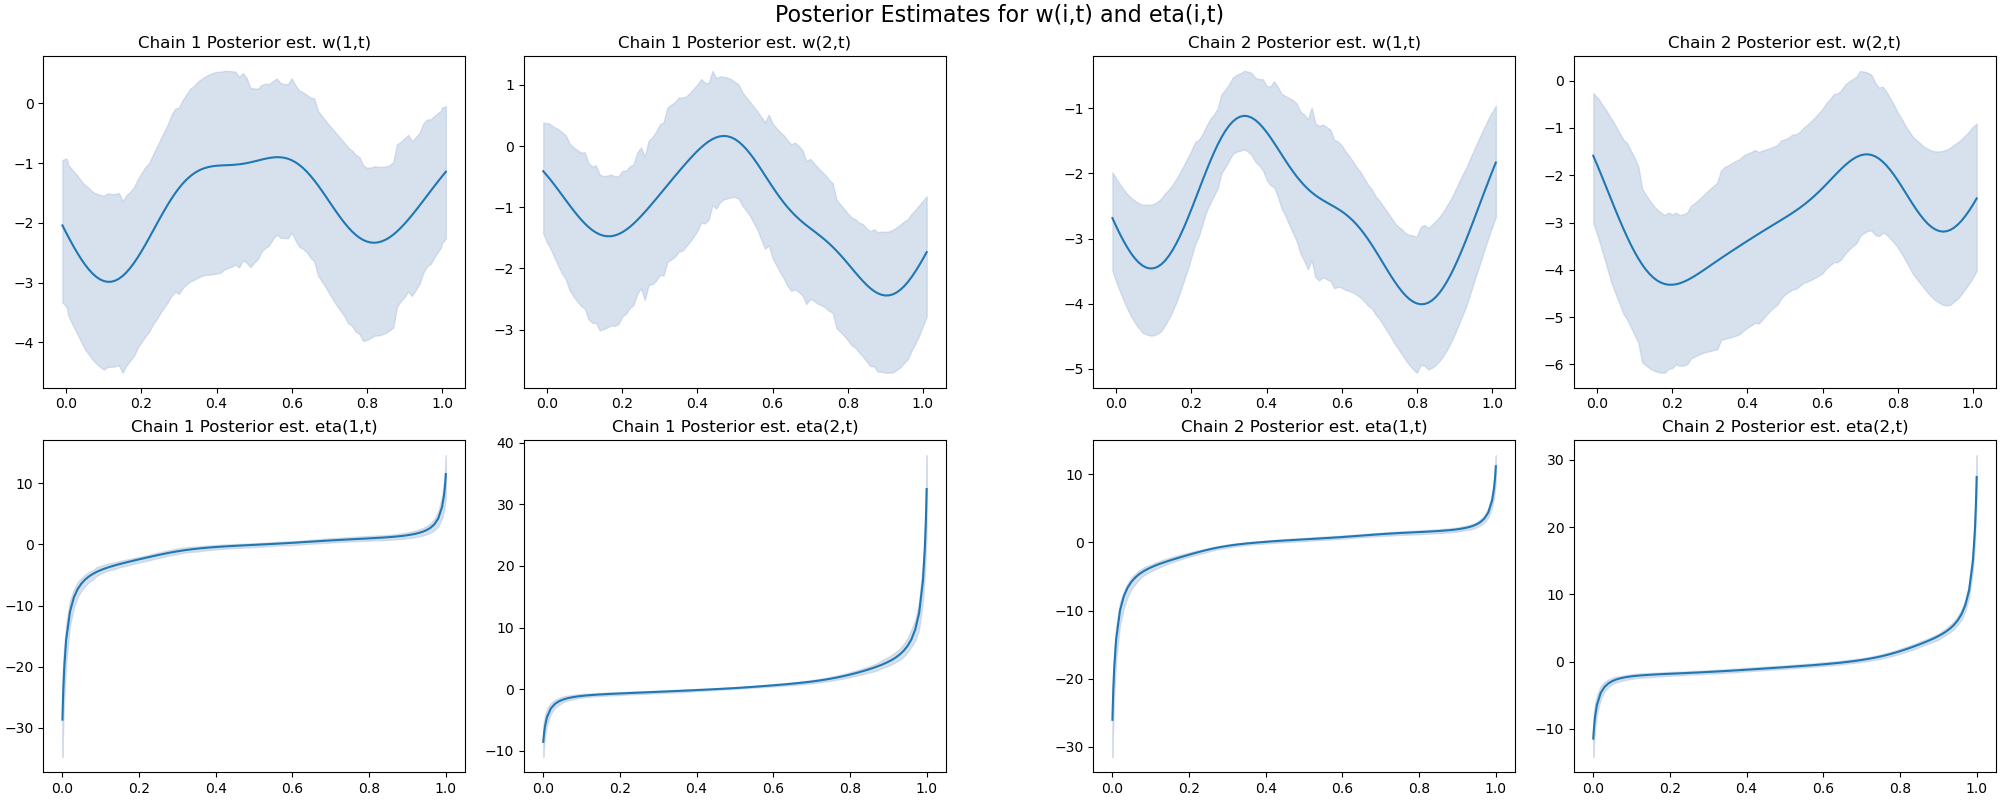 Posterior Estimates for w(i,t) and eta(i,t)
Chain 1 Posterior est. w(1,t)
Chain 1 Posterior est. w(2,t)
Chain 2 Posterior est. w(1,t)
Chain 2 Posterior est. w(2,t)
0
−1
−2
−3
−4
0.0 0.2 0.4 0.6 0.8 1.0
1
0
−1
−2
−3
0.0 0.2 0.4 0.6 0.8 1.0
−1
−2
−3
−4
−5
0.0 0.2 0.4 0.6 0.8 1.0
0
−1
−2
−3
−4
−5
−6
0.0 0.2 0.4 0.6 0.8 1.0
Chain 1 Posterior est. eta(1,t)
Chain 1 Posterior est. eta(2,t)
Chain 2 Posterior est. eta(1,t)
Chain 2 Posterior est. eta(2,t)
10
0
−10
−20
−30
0.0 0.2 0.4 0.6 0.8 1.0
40
30
20
10
0
−10
0.0 0.2 0.4 0.6 0.8 1.0
10
0
−10
−20
−30
0.0 0.2 0.4 0.6 0.8 1.0
30
20
10
0
−10
0.0 0.2 0.4 0.6 0.8 1.0